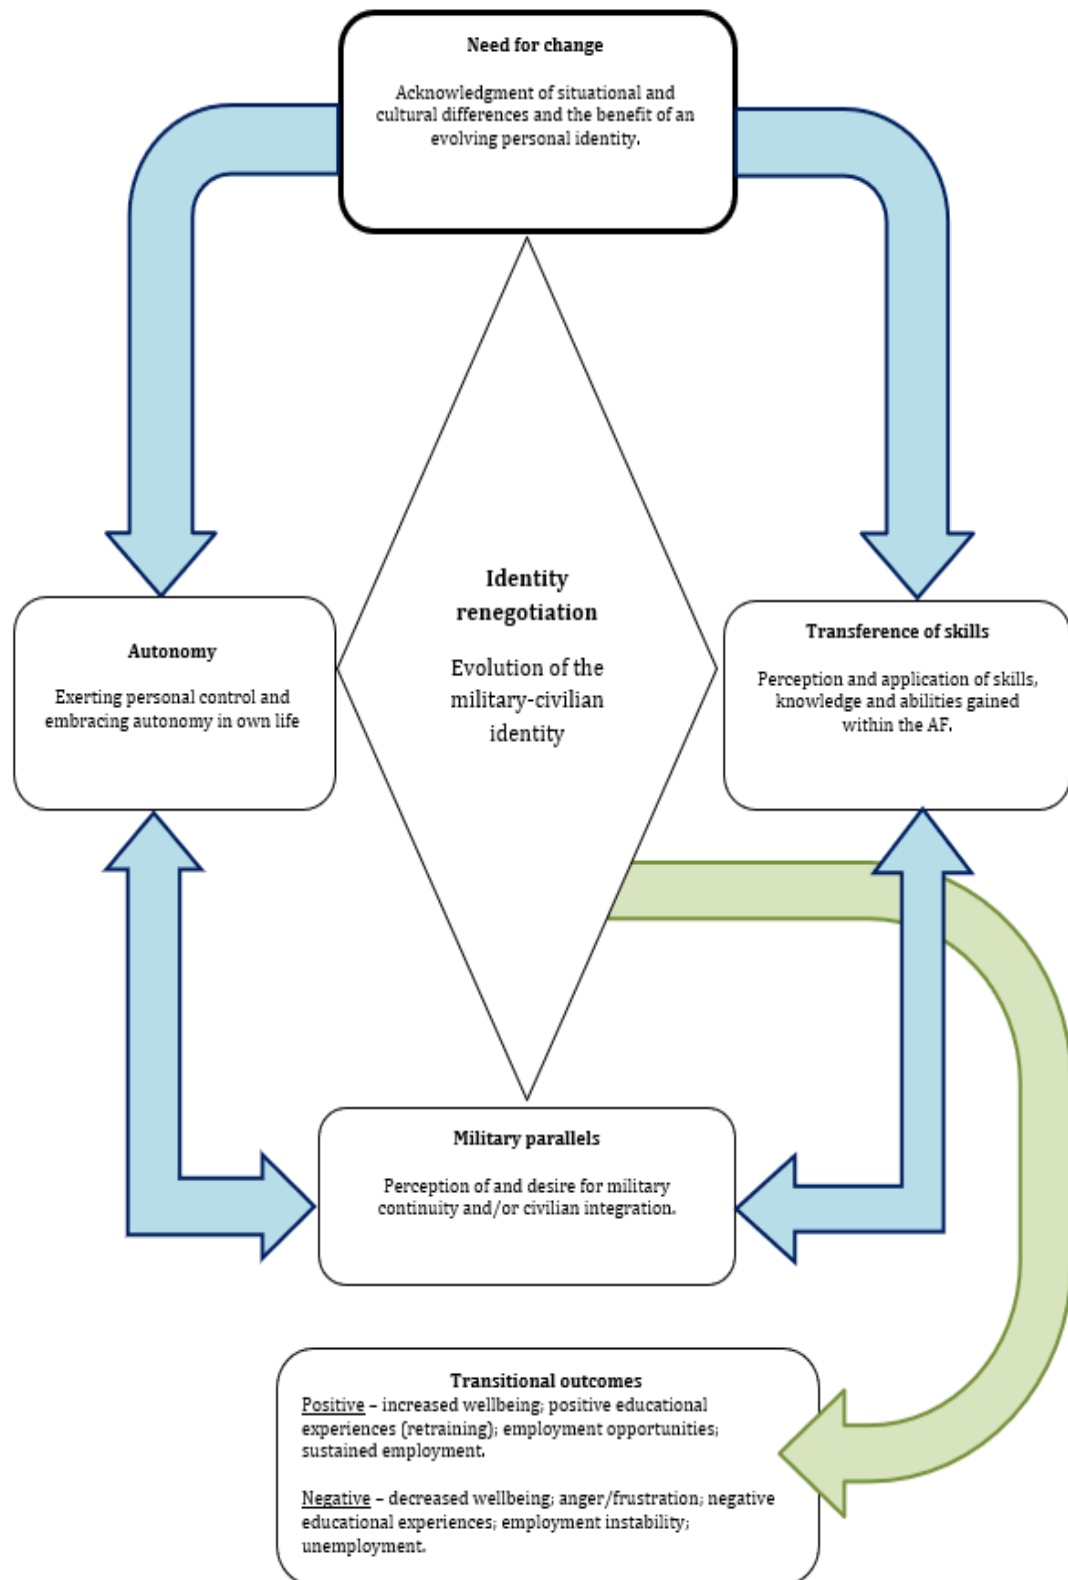 Need for change
Acknowledgment of situational and
cultural differences and the benefit of an
evolving personal identity.
Identity
renegotiation
Evolution of the
military-civilian
identity
Autonomy
Exerting personal control and
embracing autonomy in own life
Transference of skills
Perception and application of skills,
knowledge and abilities gained
within the AF.
Military parallels
Perception of and desire for military
continuity and/or civilian integration.
Transitional outcomes
Positive – increased wellbeing; positive educational
experiences (retraining); employment opportunities;
sustained employment.
Negative – decreased wellbeing; anger/frustration; negative
educational experiences; employment instability;
unemployment.